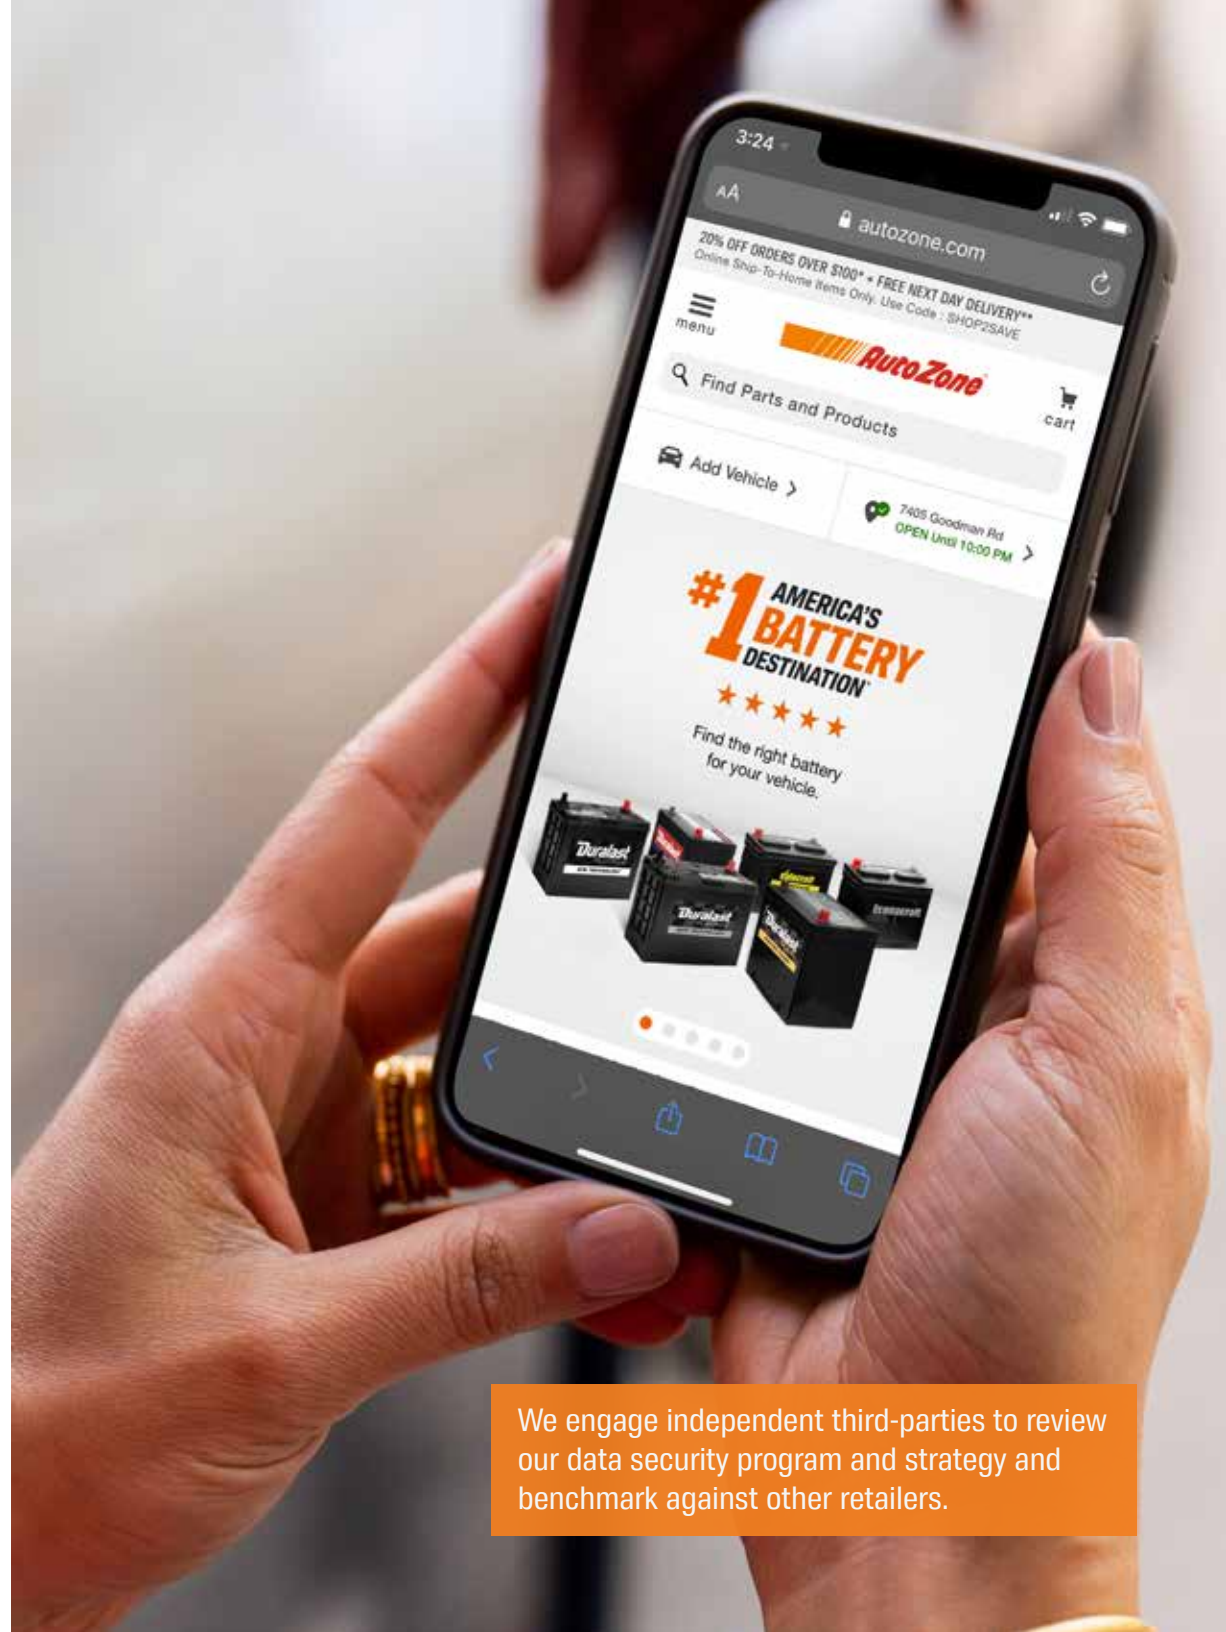 3:24
AA
autozone.com
20% OFF ORDERS OVER $100* + FREE NEXT DAY DELIVERY**
Online Ship-To-Home Items Only. Use Code : SHOP2SAVE
menu
AutoZone
cart
Find Parts and Products
Add Vehicle
7405 Goodman Rd
OPEN Until 10:00 PM
#1 AMERICA'S
BATTERY
DESTINATION
Find the right battery
for your vehicle.
Duralast
Duralast
Duralast
Econocraft
We engage independent third-parties to review
our data security program and strategy and
benchmark against other retailers.